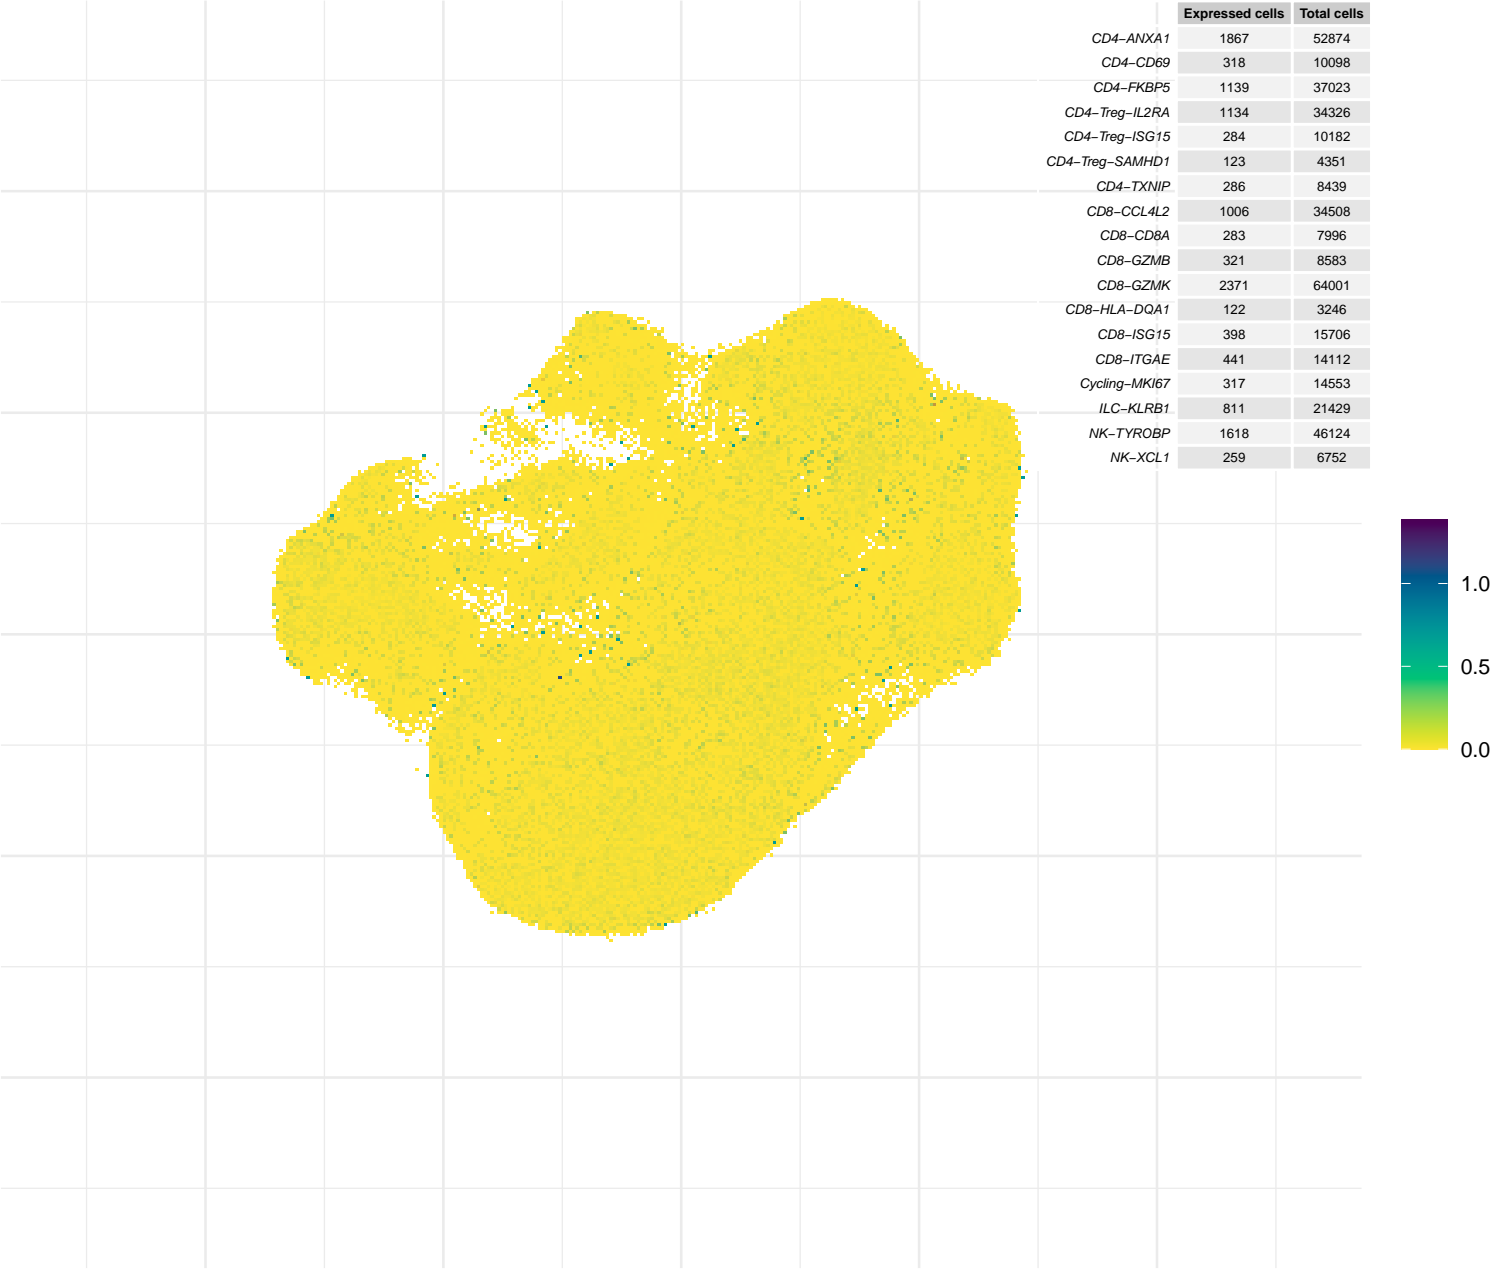 Expressed cells Total cells
CD4−ANXA1 1867 52874
CD4−CD69 318 10098
CD4−FKBP5 1139 37023
CD4−Treg−IL2RA 1134 34326
CD4−Treg−ISG15 284 10182
CD4−Treg−SAMHD1 123 4351
CD4−TXNIP 286 8439
CD8−CCL4L2 1006 34508
CD8−CD8A 283 7996
CD8−GZMB 321 8583
CD8−GZMK 2371 64001
CD8−HLA−DQA1 122 3246
CD8−ISG15 398 15706
CD8−ITGAE 441 14112
Cycling−MKI67 317 14553
ILC−KLRB1 811 21429
NK−TYROBP 1618 46124
NK−XCL1 259 6752
1.0
0.5
0.0